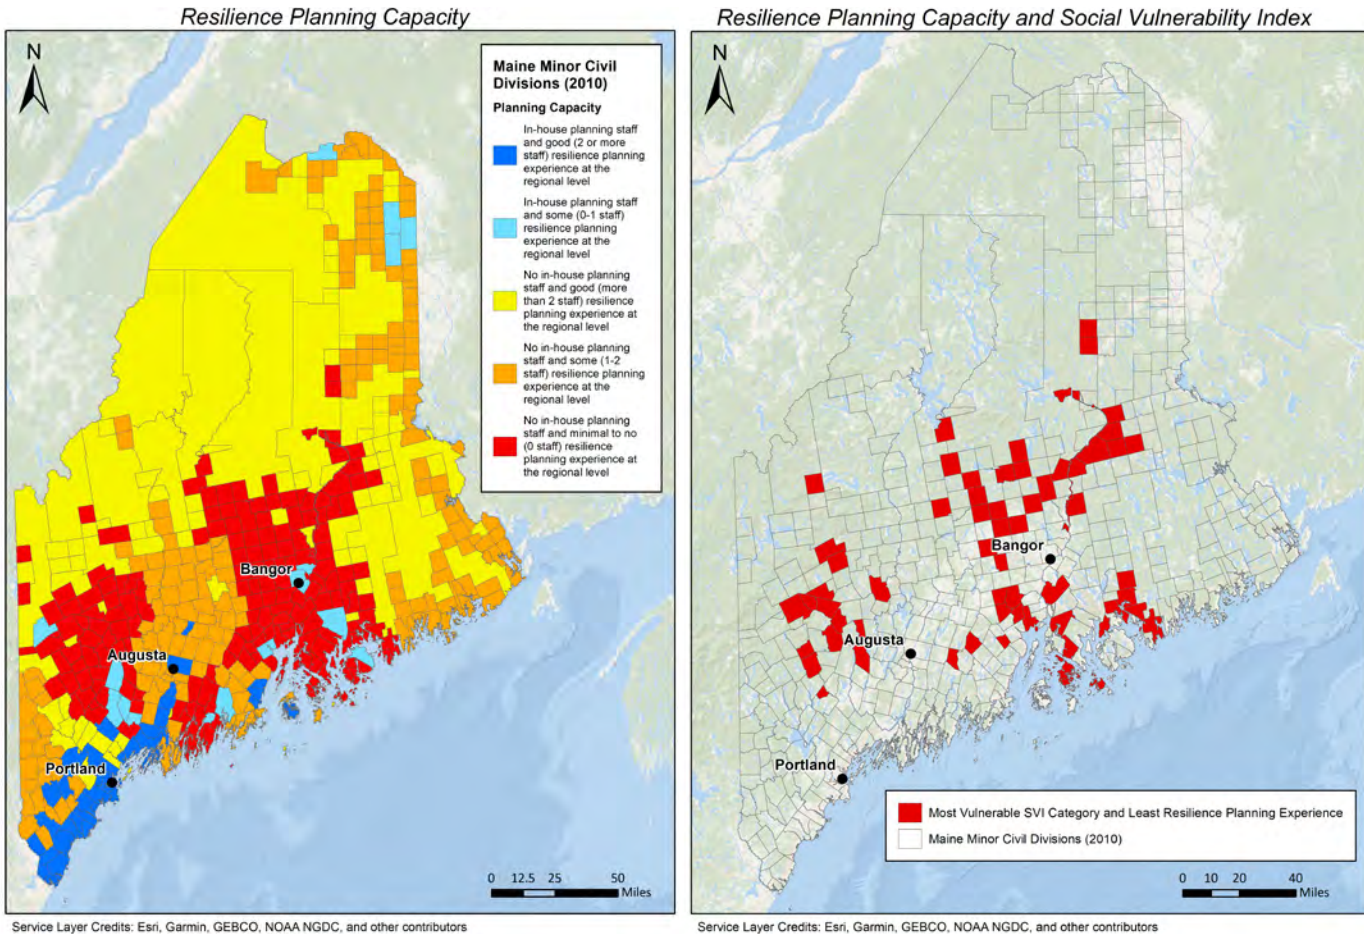 Resilience Planning Capacity
N
Maine Minor Civil
Divisions (2010)
Planning Capacity
In-house planning staff
and good (2 or more
staff) resilience planning
experience at the
regional level
In-house planning staff
and some (0-1 staff)
resilience planning
experience at the
regional level
No in-house planning
staff and good (more
than 2 staff) resilience
planning experience at
the regional level
No in-house planning
staff and some (1-2
staff) resilience planning
experience at the
regional level
No in-house planning
staff and minimal to no
(0 staff) resilience
planning experience at
the regional level
Bangor
Augusta
Portland
0 12.5 25 50
Miles
Service Layer Credits: Esri, Garmin, GEBCO, NOAA NGDC, and other contributors
Resilience Planning Capacity and Social Vulnerability Index
N
Bangor
Augusta
Portland
Most Vulnerable SVI Category and Least Resilience Planning Experience
Maine Minor Civil Divisions (2010)
0 10 20 40
Miles
Service Layer Credits: Esri, Garmin, GEBCO, NOAA NGDC, and other contributors